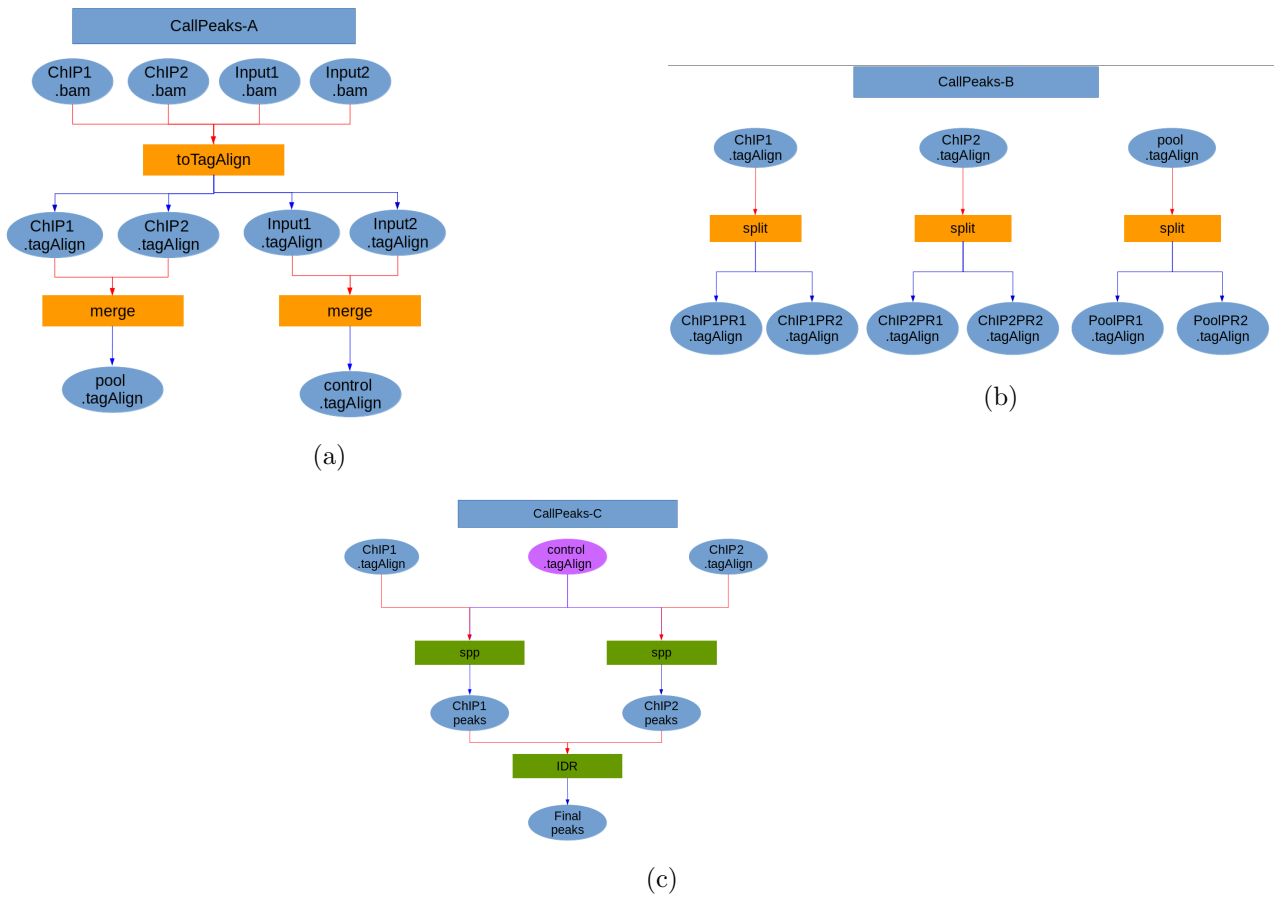 CallPeaks-A
ChIP1
.bam
ChIP2
.bam
Input1
.bam
Input2
.bam
toTagAlign
ChIP1
.tagAlign
ChIP2
.tagAlign
Input1
.tagAlign
Input2
.tagAlign
merge
merge
pool
.tagAlign
control
.tagAlign
(a)
CallPeaks-B
ChIP1
.tagAlign
ChIP2
.tagAlign
pool
.tagAlign
split
split
split
ChIP1PR1
.tagAlign
ChIP1PR2
.tagAlign
ChIP2PR1
.tagAlign
ChIP2PR2
.tagAlign
PoolPR1
.tagAlign
PoolPR2
.tagAlign
(b)
CallPeaks-C
ChIP1
.tagAlign
control
.tagAlign
ChIP2
.tagAlign
spp
spp
ChIP1
peaks
ChIP2
peaks
IDR
Final
peaks
(c)